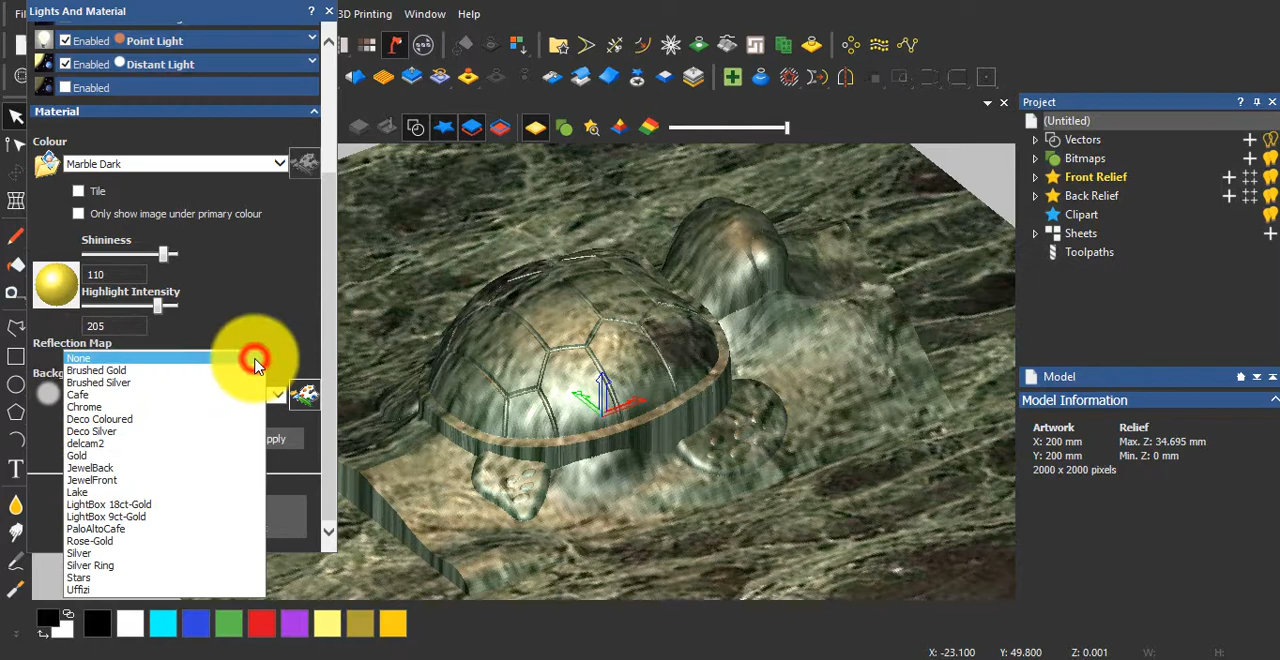 Fi
3D Printing Window Help
Lights And Material ? ×
Enabled Point Light
Enabled Distant Light
Enabled
Material
Colour
Marble Dark
Tile
Only show image under primary colour
Shininess
110
Highlight Intensity
205
Reflection Map
None
Backg
Brushed Gold
Brushed Silver
Cafe
Chrome
Deco Coloured
Deco Silver
pply
delcam2
Gold
JewelBack
JewelFront
Lake
LightBox 18ct-Gold
LightBox 9ct-Gold
PaloAltoCafe
Rose-Gold
Silver
Silver Ring
Stars
Uffizi
Project
(Untitled)
Vectors
Bitmaps
Front Relief
Back Relief
Clipart
Sheets
Toolpaths
Model
Model Information
Artwork Relief
X: 200 mm Max. Z: 34.695 mm
Y: 200 mm Min. Z: 0 mm
2000 x 2000 pixels
X: -23.100 Y: 49.800 Z: 0.001 W: H: